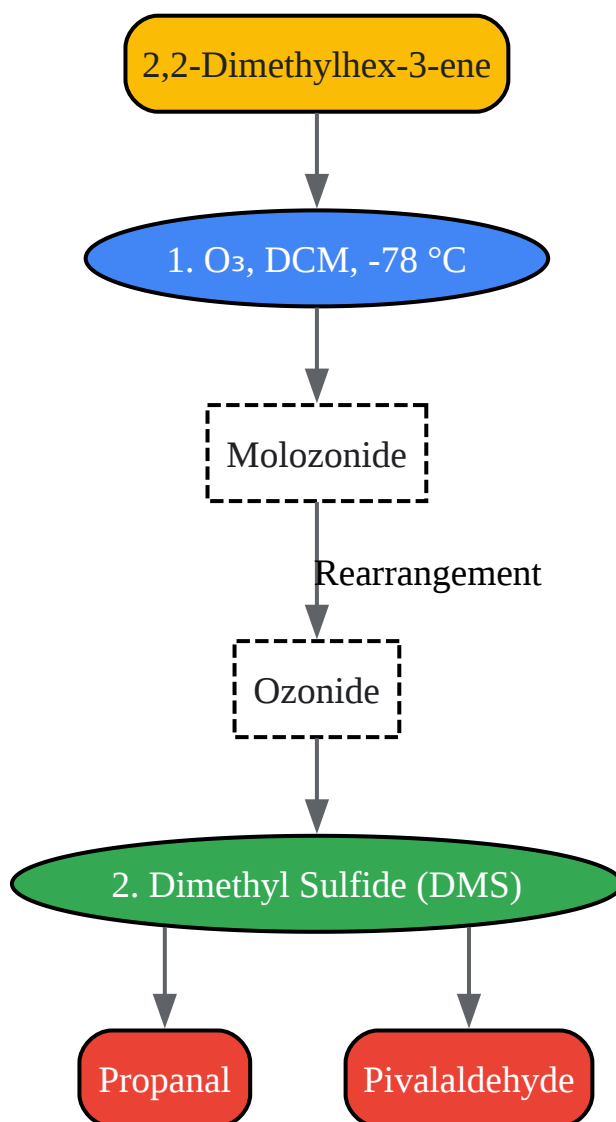 2,2-Dimethylhex-3-ene
1. O₃, DCM, -78 °C
Molozonide
Rearrangement
Ozonide
2. Dimethyl Sulfide (DMS)
Propanal
Pivalaldehyde